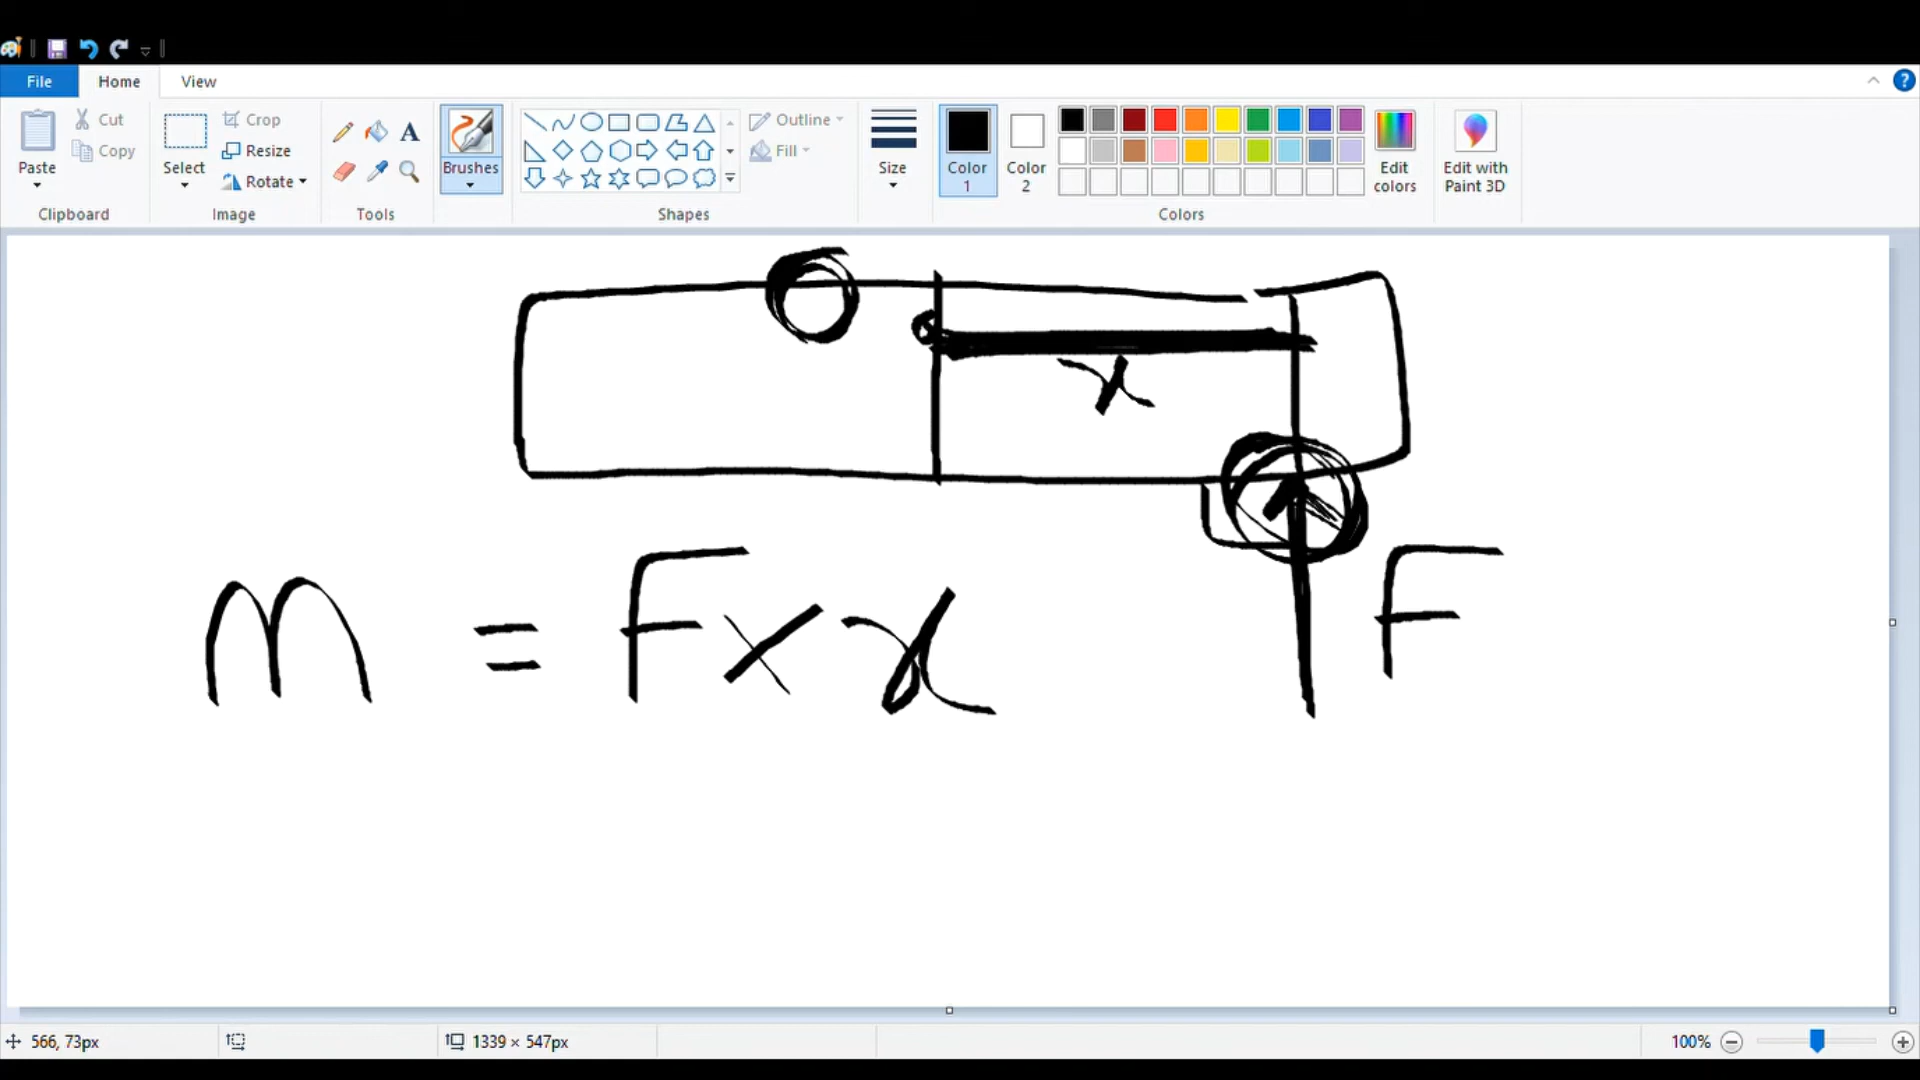 File Home View
Paste
Cut
Copy
Clipboard
Select
Crop
Resize
Rotate
Image
A
Tools
Brushes
Outline
Fill
Shapes
Size
Color 1
Color 2
Edit colors
Colors
Edit with Paint 3D
?
x
m = F x x
F
566, 73px
1339 × 547px
100%